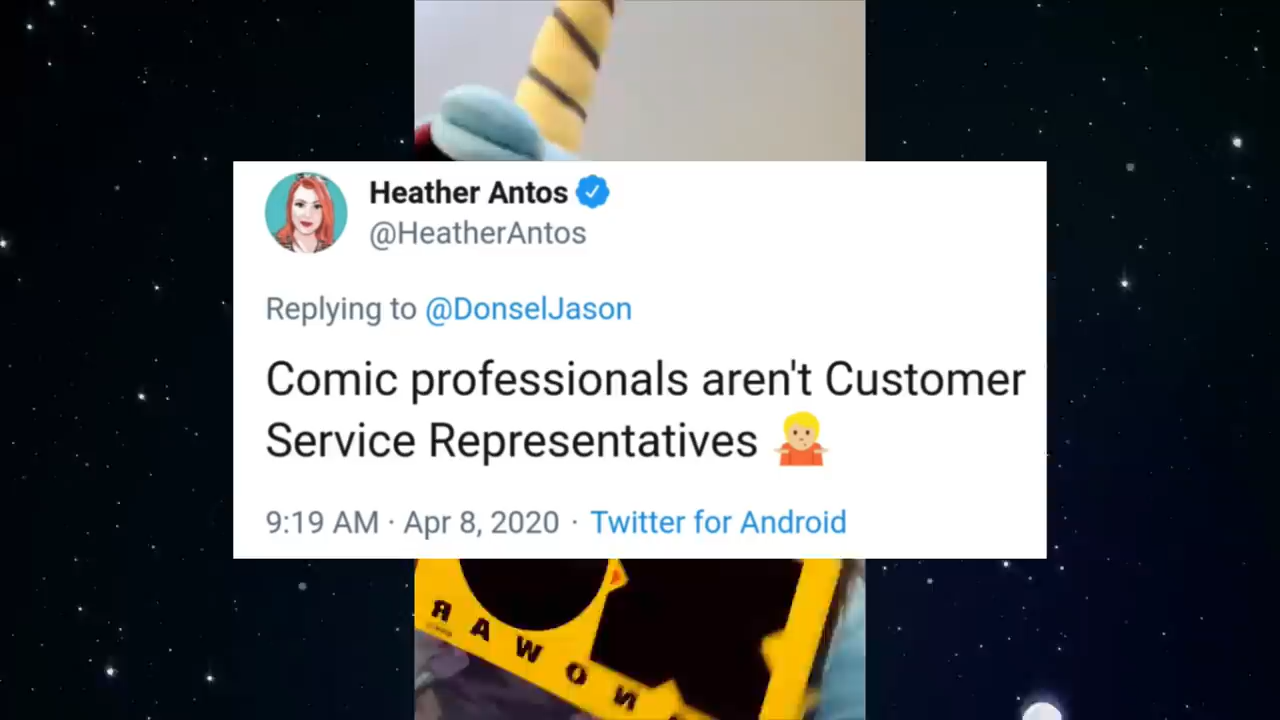 Heather Antos
@HeatherAntos
Replying to @DonselJason
Comic professionals aren't Customer
Service Representatives 🤷🏼
9:19 AM · Apr 8, 2020 · Twitter for Android
ЯAWON